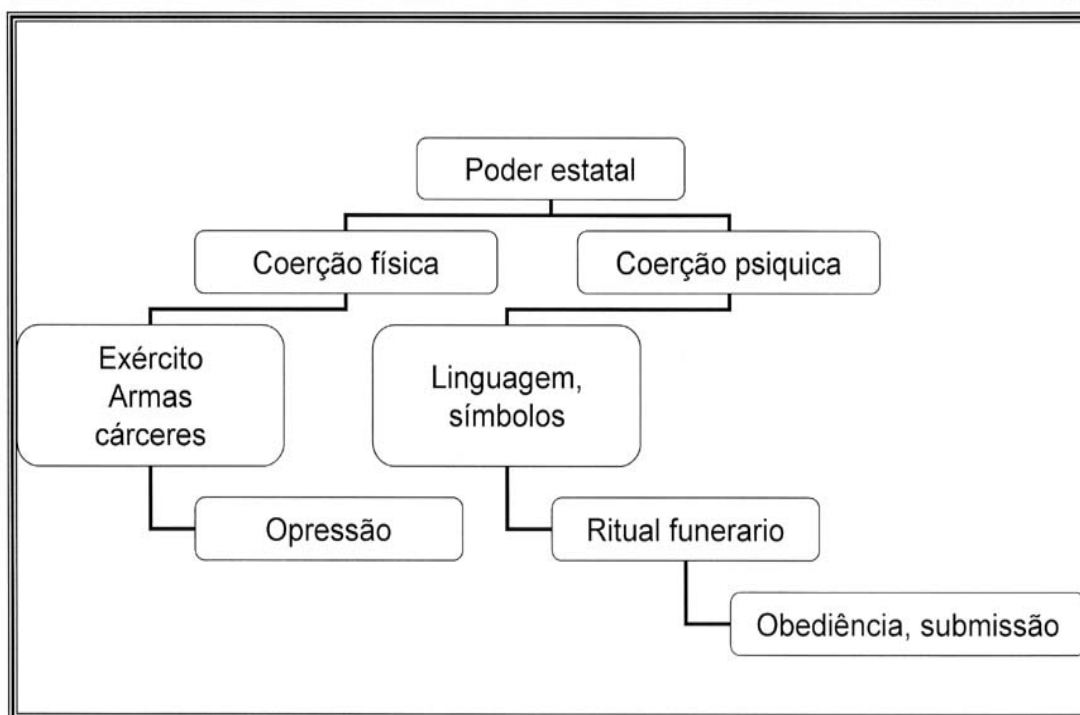 Poder estatal
Coerção física
Coerção psiquica
Exército
Armas
cárceres
Linguagem,
símbolos
Opressão
Ritual funerario
Obediência, submissão